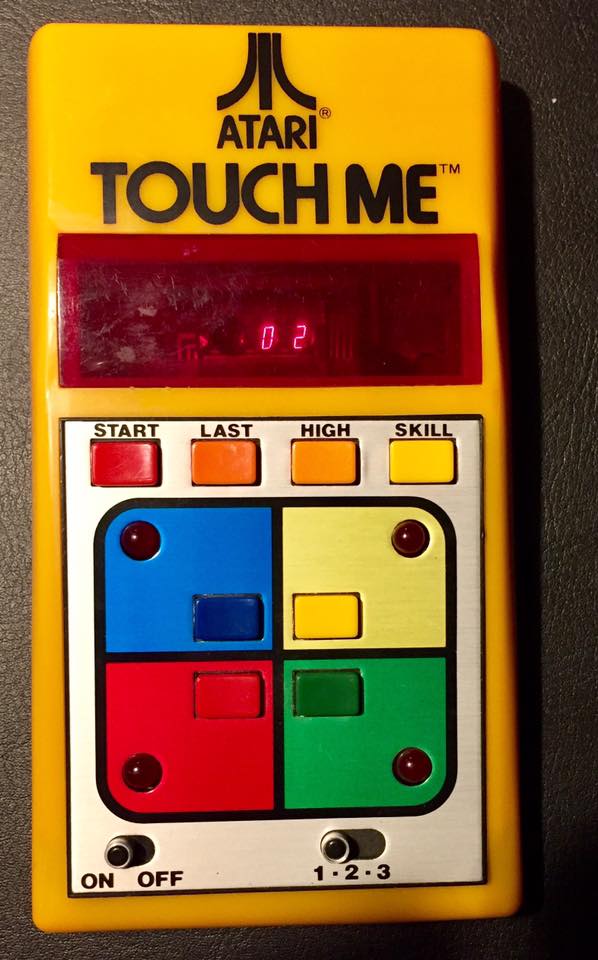 ATARI®
TOUCH ME™
02
START LAST HIGH SKILL
ON OFF
1·2·3